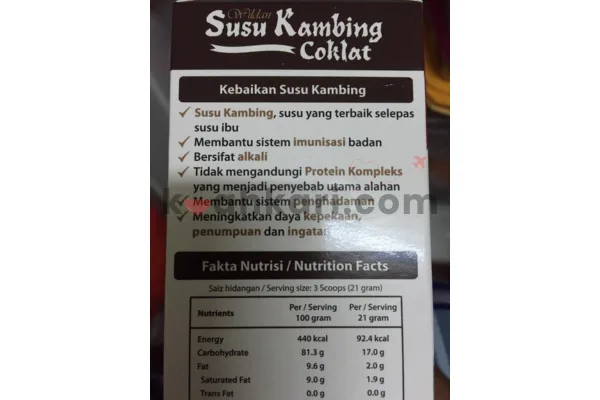 Wildan
Susu Kambing
Coklat
Kebaikan Susu Kambing
✓ Susu Kambing, susu yang terbaik selepas
susu ibu
✓ Membantu sistem imunisasi badan
✓ Bersifat alkali
✓ Tidak mengandungi Protein Kompleks
yang menjadi penyebab utama alahan
✓ Membantu sistem penghadaman
✓ Meningkatkan daya kepekaan,
penumpuan dan ingatan
.com
Fakta Nutrisi / Nutrition Facts
Saiz hidangan / Serving size: 3 Scoops (21 gram)
Nutrients Per / Serving 100 gram Per / Serving 21 gram
Energy 440 kcal 92.4 kcal
Carbohydrate 81.3 g 17.0 g
Fat 9.6 g 2.0 g
Saturated Fat 9.0 g 1.9 g
Trans Fat 0.0 g 0.0 g